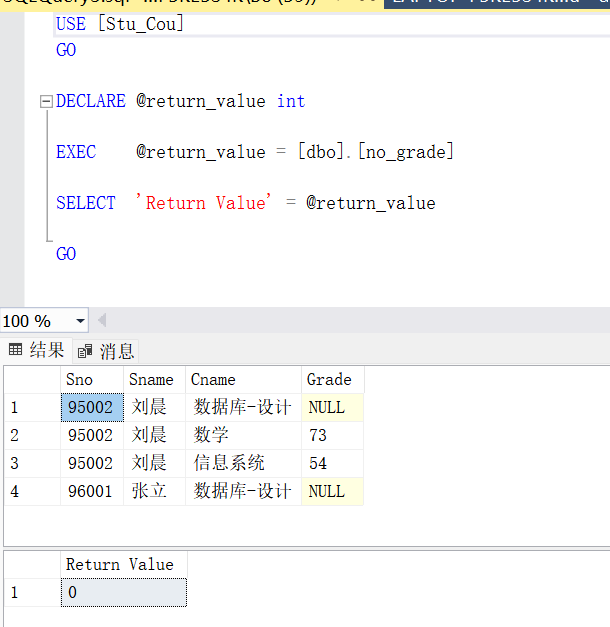 USE [Stu_Cou]
GO
DECLARE @return_value int
EXEC @return_value = [dbo].[no_grade]
SELECT 'Return Value' = @return_value
GO
100 %
结果 消息
Sno Sname Cname Grade
1 95002 刘晨 数据库-设计 NULL
2 95002 刘晨 数学 73
3 95002 刘晨 信息系统 54
4 96001 张立 数据库-设计 NULL
Return Value
1 0